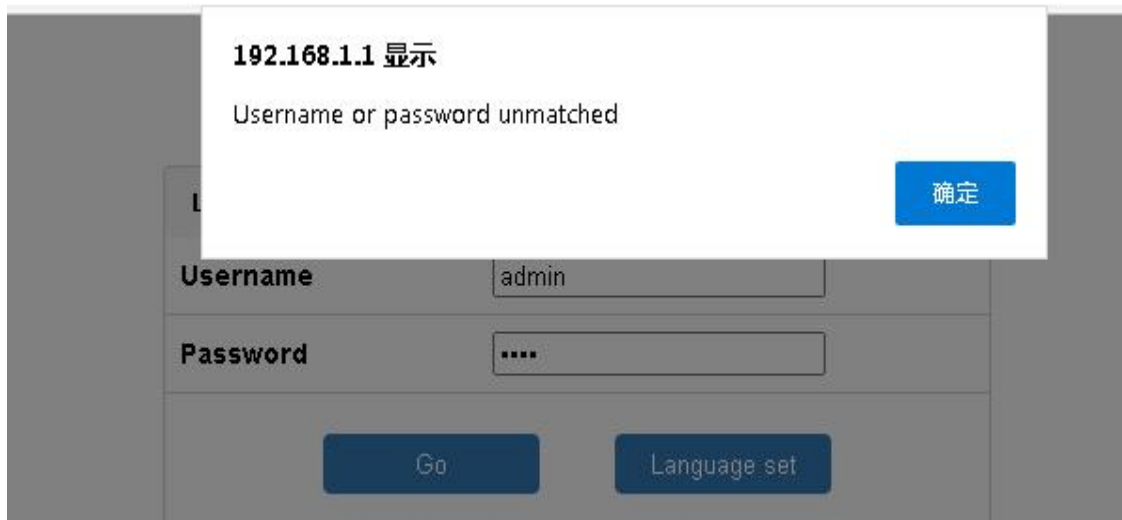 192.168.1.1 显示
Username or password unmatched
确定
L
Username admin
Password ••••
Go Language set